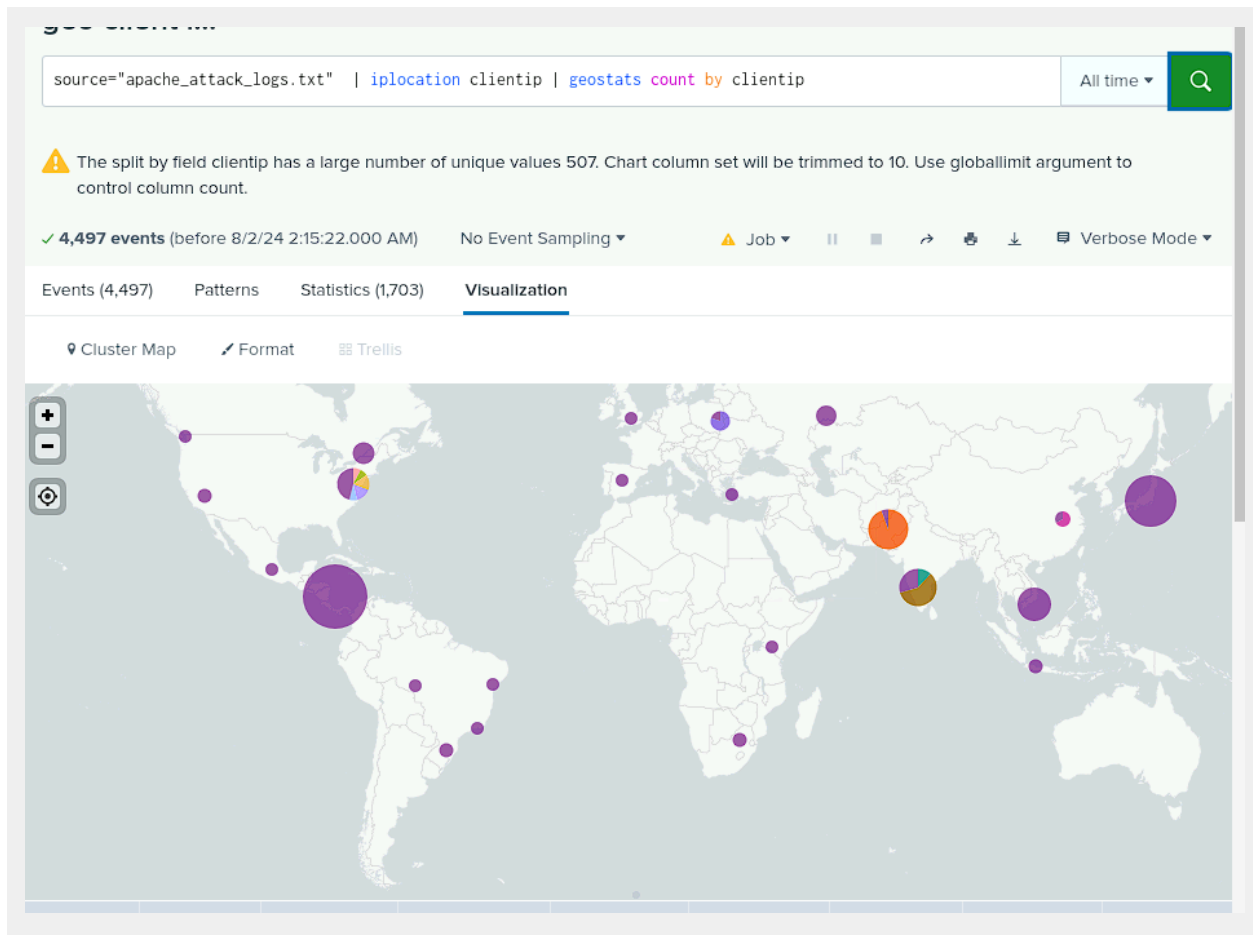 source="apache_attack_logs.txt" | iplocation clientip | geostats count by clientip
All time
The split by field clientip has a large number of unique values 507. Chart column set will be trimmed to 10. Use globallimit argument to
control column count.
4,497 events (before 8/2/24 2:15:22.000 AM)
No Event Sampling
Job
Verbose Mode
Events (4,497)
Patterns
Statistics (1,703)
Visualization
Cluster Map
Format
Trellis
+
−